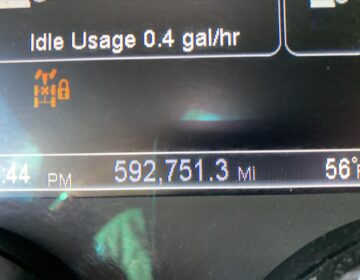 Idle Usage 0.4 gal/hr
:44 PM 592,751.3 MI 56°F